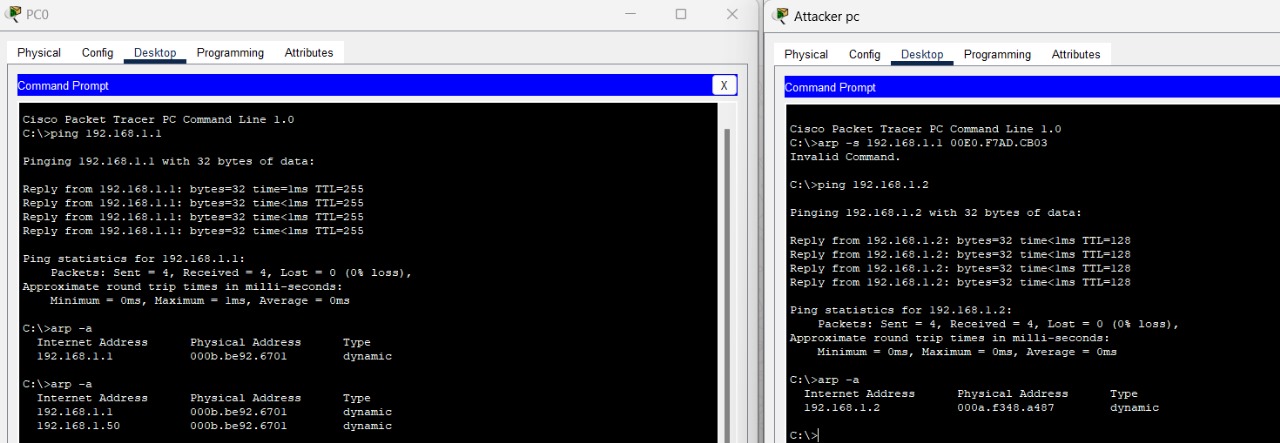 PC0
Physical Config Desktop Programming Attributes
Command Prompt
X
Cisco Packet Tracer PC Command Line 1.0
C:\>ping 192.168.1.1
Pinging 192.168.1.1 with 32 bytes of data:
Reply from 192.168.1.1: bytes=32 time=1ms TTL=255
Reply from 192.168.1.1: bytes=32 time<1ms TTL=255
Reply from 192.168.1.1: bytes=32 time<1ms TTL=255
Reply from 192.168.1.1: bytes=32 time<1ms TTL=255
Ping statistics for 192.168.1.1:
Packets: Sent = 4, Received = 4, Lost = 0 (0% loss),
Approximate round trip times in milli-seconds:
Minimum = 0ms, Maximum = 1ms, Average = 0ms
C:\>arp -a
Internet Address Physical Address Type
192.168.1.1 000b.be92.6701 dynamic
C:\>arp -a
Internet Address Physical Address Type
192.168.1.1 000b.be92.6701 dynamic
192.168.1.50 000b.be92.6701 dynamic
Attacker pc
Physical Config Desktop Programming Attributes
Command Prompt
Cisco Packet Tracer PC Command Line 1.0
C:\>arp -s 192.168.1.1 00E0.F7AD.CB03
Invalid Command.
C:\>ping 192.168.1.2
Pinging 192.168.1.2 with 32 bytes of data:
Reply from 192.168.1.2: bytes=32 time<1ms TTL=128
Reply from 192.168.1.2: bytes=32 time<1ms TTL=128
Reply from 192.168.1.2: bytes=32 time<1ms TTL=128
Reply from 192.168.1.2: bytes=32 time<1ms TTL=128
Ping statistics for 192.168.1.2:
Packets: Sent = 4, Received = 4, Lost = 0 (0% loss),
Approximate round trip times in milli-seconds:
Minimum = 0ms, Maximum = 0ms, Average = 0ms
C:\>arp -a
Internet Address Physical Address Type
192.168.1.2 000a.f348.a487 dynamic
C:\>